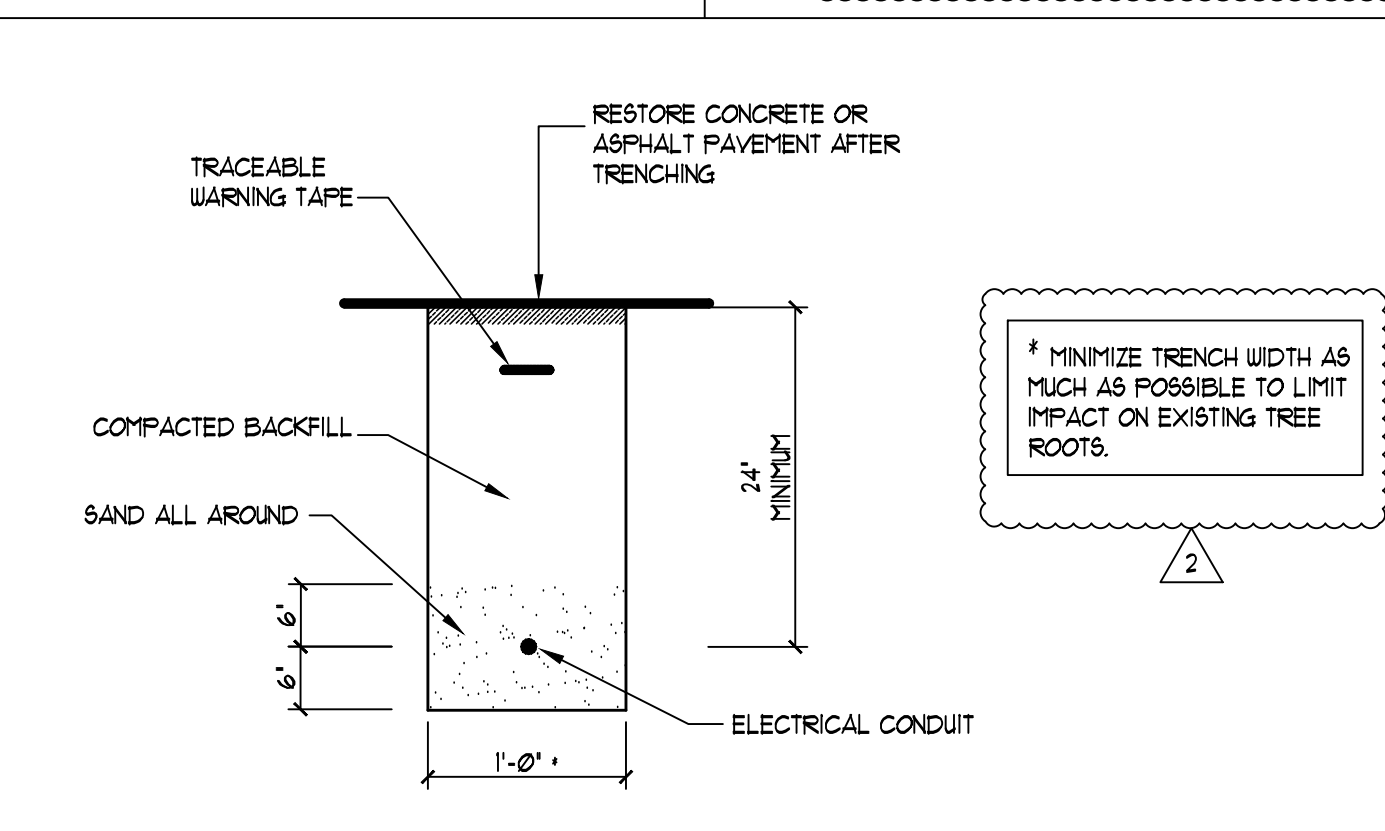 RESTORE CONCRETE OR
ASPHALT PAVEMENT AFTER
TRENCHING
TRACEABLE
WARNING TAPE
* MINIMIZE TRENCH WIDTH AS
MUCH AS POSSIBLE TO LIMIT
IMPACT ON EXISTING TREE
ROOTS.
2
COMPACTED BACKFILL
24"
MINIMUM
SAND ALL AROUND
6"
6"
ELECTRICAL CONDUIT
1'-0" *